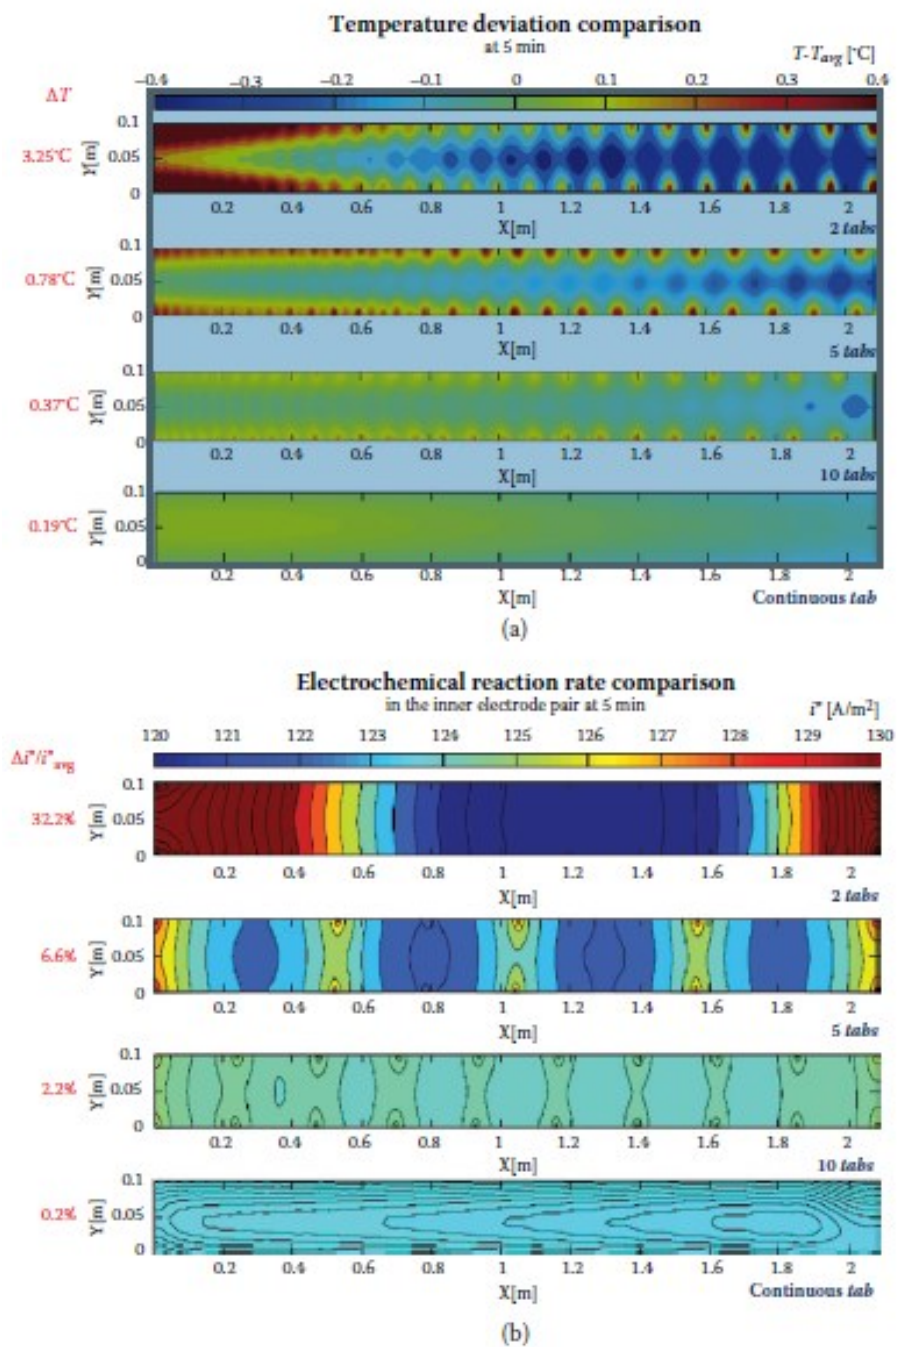 Temperature deviation comparison
at 5 min
T-Tavg [°C]
−0.4 −0.3 −0.2 −0.1 0 0.1 0.2 0.3 0.4
ΔT
3.25°C
Y[m]
0.1
0.05
0
0.2 0.4 0.6 0.8 1 1.2 1.4 1.6 1.8 2
X[m]
2 tabs
0.78°C
Y[m]
0.1
0.05
0
0.2 0.4 0.6 0.8 1 1.2 1.4 1.6 1.8 2
X[m]
5 tabs
0.37°C
Y[m]
0.1
0.05
0
0.2 0.4 0.6 0.8 1 1.2 1.4 1.6 1.8 2
X[m]
10 tabs
0.19°C
Y[m]
0.1
0.05
0
0.2 0.4 0.6 0.8 1 1.2 1.4 1.6 1.8 2
X[m]
Continuous tab
(a)
Electrochemical reaction rate comparison
in the inner electrode pair at 5 min
i" [A/m²]
120 121 122 123 124 125 126 127 128 129 130
Δi"/i"avg
32.2%
Y[m]
0.1
0.05
0
0.2 0.4 0.6 0.8 1 1.2 1.4 1.6 1.8 2
X[m]
2 tabs
6.6%
Y[m]
0.1
0.05
0
0.2 0.4 0.6 0.8 1 1.2 1.4 1.6 1.8 2
X[m]
5 tabs
2.2%
Y[m]
0.1
0.05
0
0.2 0.4 0.6 0.8 1 1.2 1.4 1.6 1.8 2
X[m]
10 tabs
0.2%
Y[m]
0.1
0.05
0
0.2 0.4 0.6 0.8 1 1.2 1.4 1.6 1.8 2
X[m]
Continuous tab
(b)